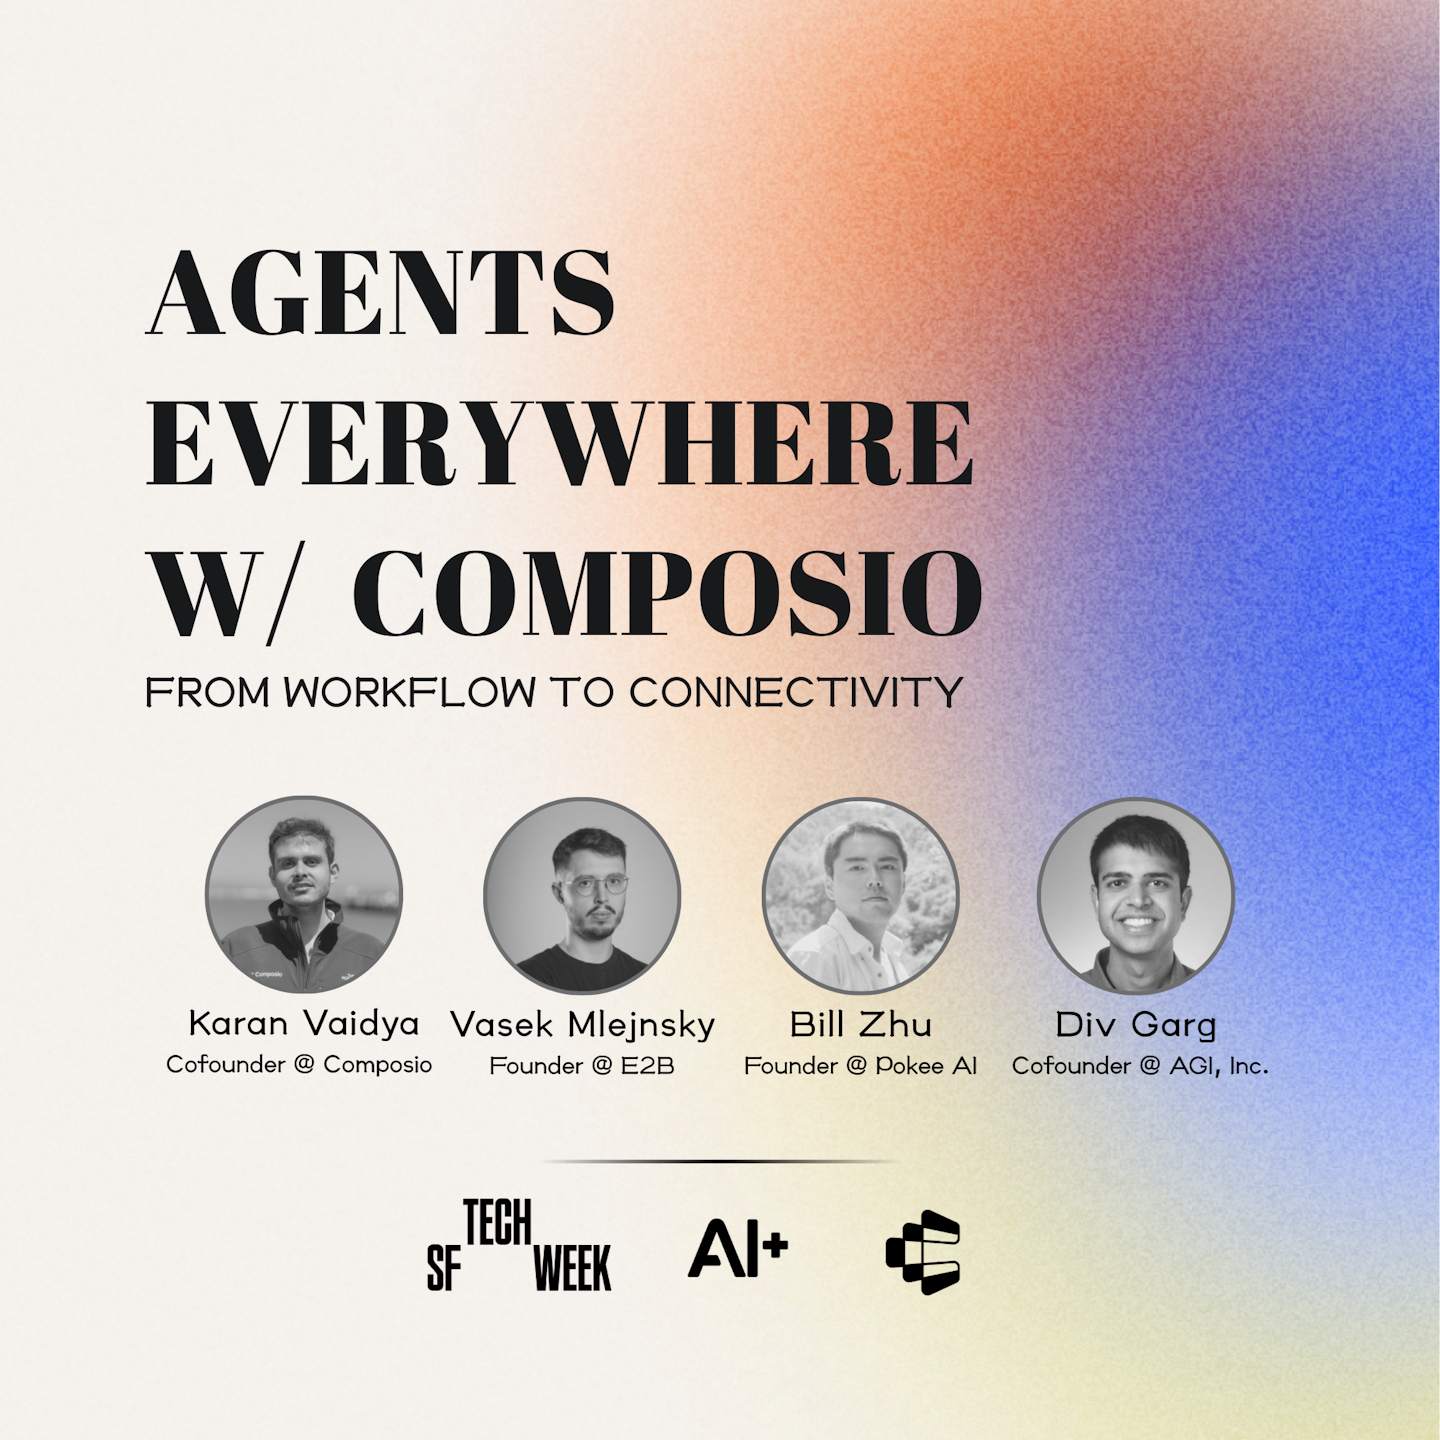 AGENTS
EVERYWHERE
W/ COMPOSIO
FROM WORKFLOW TO CONNECTIVITY
Composio
Karan Vaidya
Vasek Mlejnsky
Bill Zhu
Div Garg
Cofounder @ Composio
Founder @ E2B
Founder @ Pokee AI
Cofounder @ AGI, Inc.
SF TECH WEEK
AI+